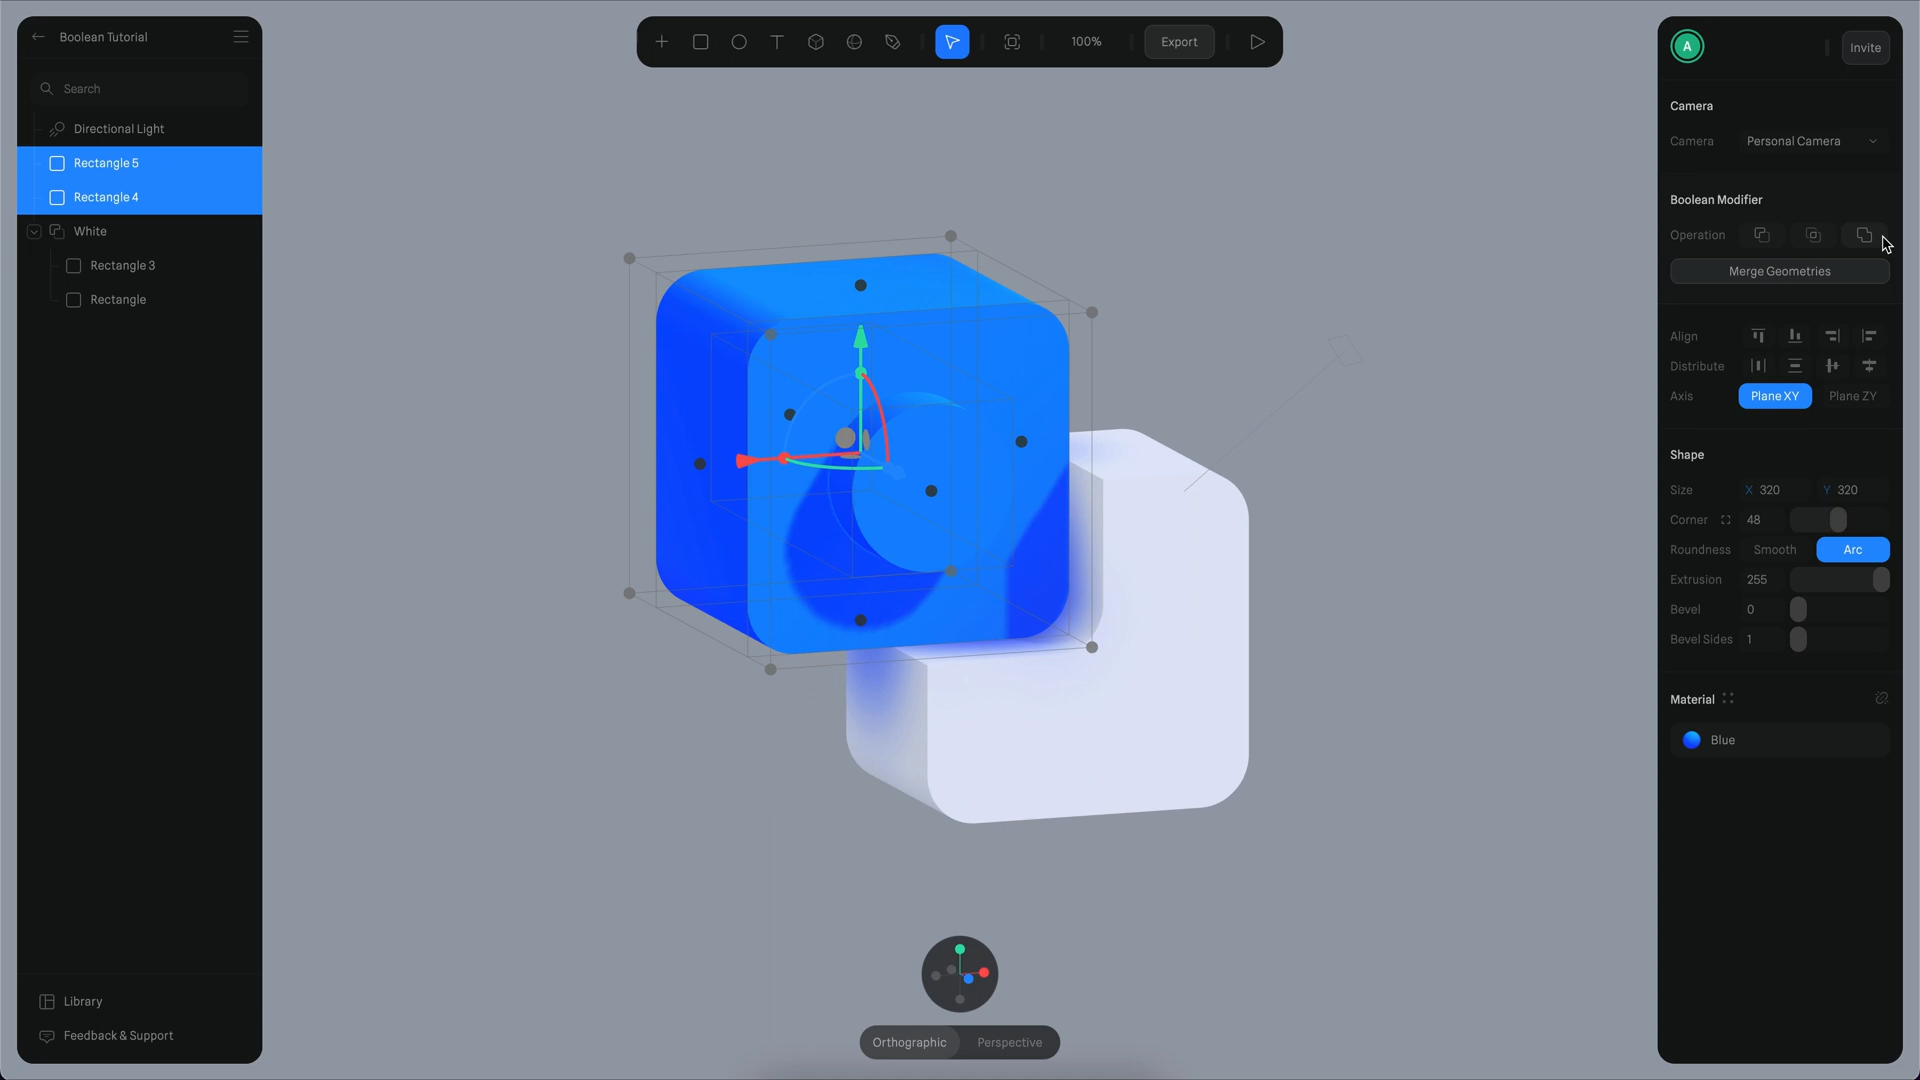 Boolean Tutorial
Search
Directional Light
Rectangle 5
Rectangle 4
White
Rectangle 3
Rectangle
Library
Feedback & Support
100%
Export
Orthographic
Perspective
A
Invite
Camera
Camera Personal Camera
Boolean Modifier
Operation
Merge Geometries
Align
Distribute
Axis Plane XY Plane ZY
Shape
Size X 320 Y 320
Corner 48
Roundness Smooth Arc
Extrusion 255
Bevel 0
Bevel Sides 1
Material
Blue